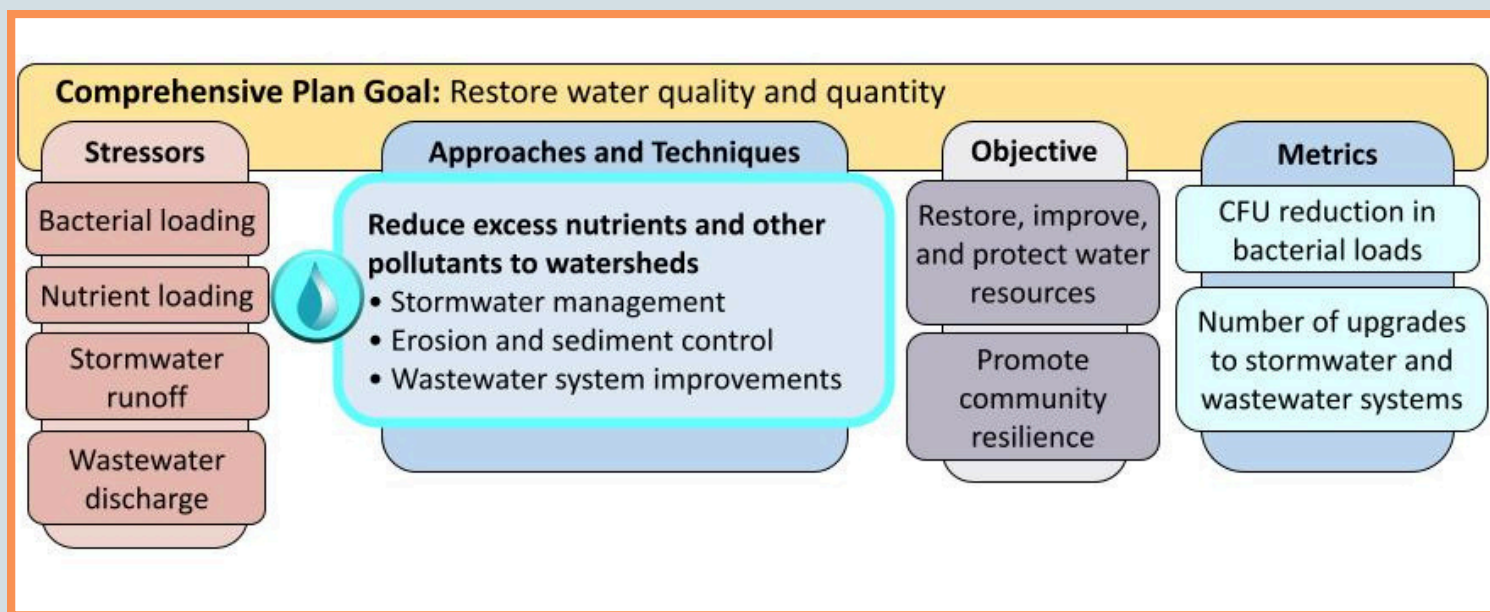 Comprehensive Plan Goal: Restore water quality and quantity
Stressors
Bacterial loading
Nutrient loading
Stormwater
runoff
Wastewater
discharge
Approaches and Techniques
Reduce excess nutrients and other
pollutants to watersheds
• Stormwater management
• Erosion and sediment control
• Wastewater system improvements
Objective
Restore, improve,
and protect water
resources
Promote
community
resilience
Metrics
CFU reduction in
bacterial loads
Number of upgrades
to stormwater and
wastewater systems